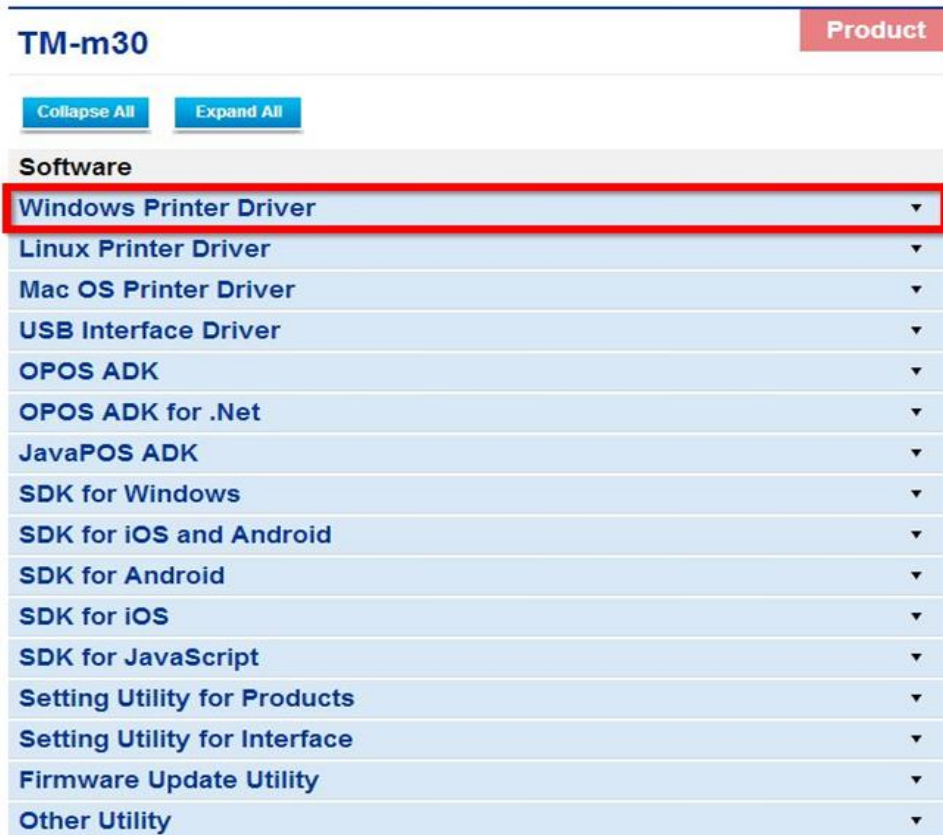 TM-m30
Product
Collapse All
Expand All
Software
Windows Printer Driver
Linux Printer Driver
Mac OS Printer Driver
USB Interface Driver
OPOS ADK
OPOS ADK for .Net
JavaPOS ADK
SDK for Windows
SDK for iOS and Android
SDK for Android
SDK for iOS
SDK for JavaScript
Setting Utility for Products
Setting Utility for Interface
Firmware Update Utility
Other Utility